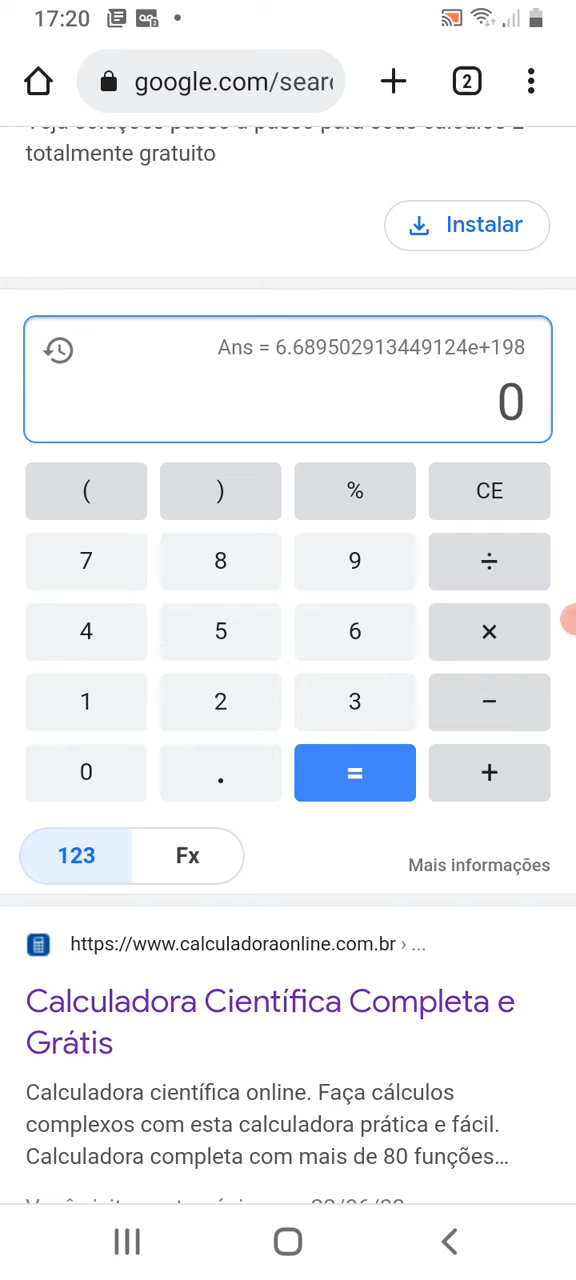 17:20
google.com/sear
2
totalmente gratuito
Instalar
Ans = 6.689502913449124e+198
0
( ) % CE
7 8 9 ÷
4 5 6 ×
1 2 3 −
0 . = +
123 Fx
Mais informações
https://www.calculadoraonline.com.br › ...
Calculadora Científica Completa e
Grátis
Calculadora científica online. Faça cálculos
complexos com esta calculadora prática e fácil.
Calculadora completa com mais de 80 funções...